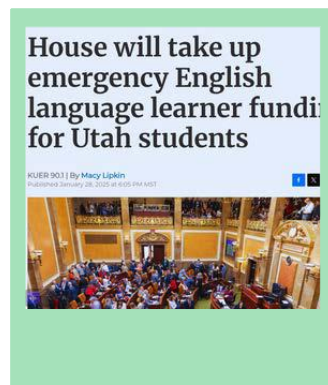 House will take up
emergency English
language learner fundi
for Utah students
KUER 90.1 | By Macy Lipkin
Published January 28, 2025 at 6:05 PM MST